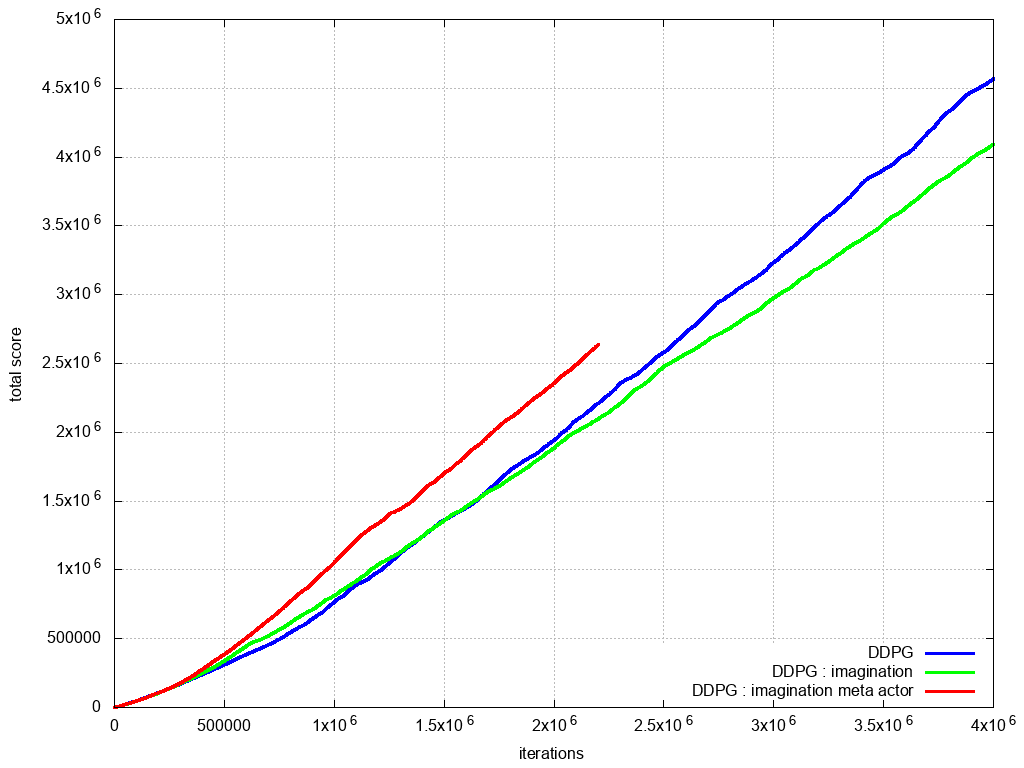 5x10^6
4.5x10^6
4x10^6
3.5x10^6
3x10^6
2.5x10^6
2x10^6
1.5x10^6
1x10^6
500000
0
total score
DDPG
DDPG : imagination
DDPG : imagination meta actor
0 500000 1x10^6 1.5x10^6 2x10^6 2.5x10^6 3x10^6 3.5x10^6 4x10^6
iterations